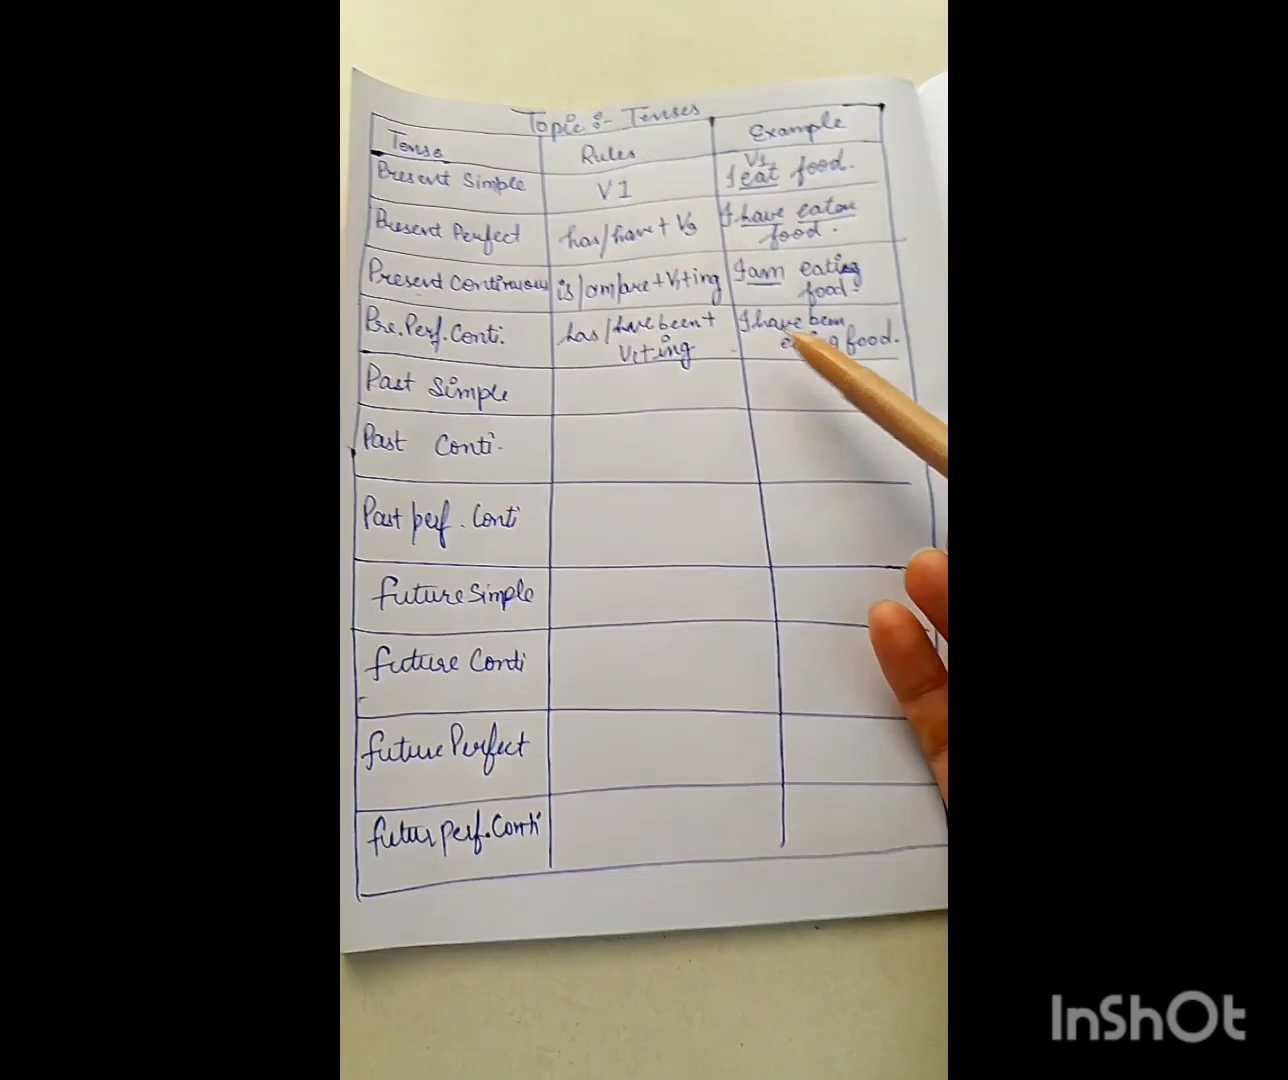 Topic :- Tenses
Tense Rules Example
Present Simple V1 V1
I eat food.
Present Perfect has/have + V3 I have eaten
food.
Present Continuous is/am/are + V1+ing I am eating
food.
Pre. Perf. Conti. has/have been + I have been
V1+ing food.
Past Simple
Past Conti.
Past perf. Conti
future Simple
future Conti
future Perfect
futur perf. Conti
InShOt